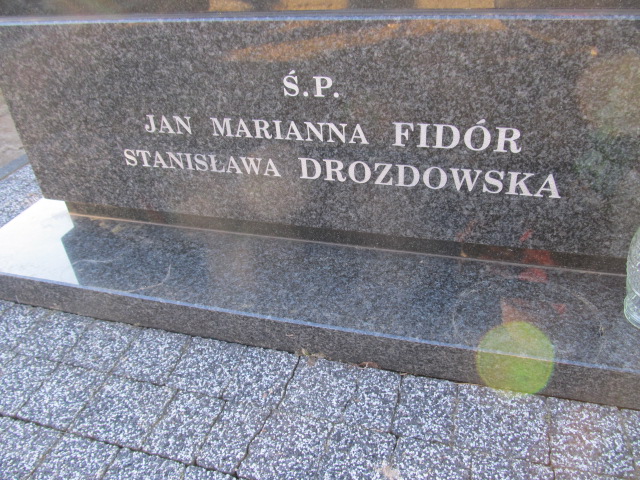 Ś.P.
JAN MARIANNA FIDÓR
STANISŁAWA DROZDOWSKA